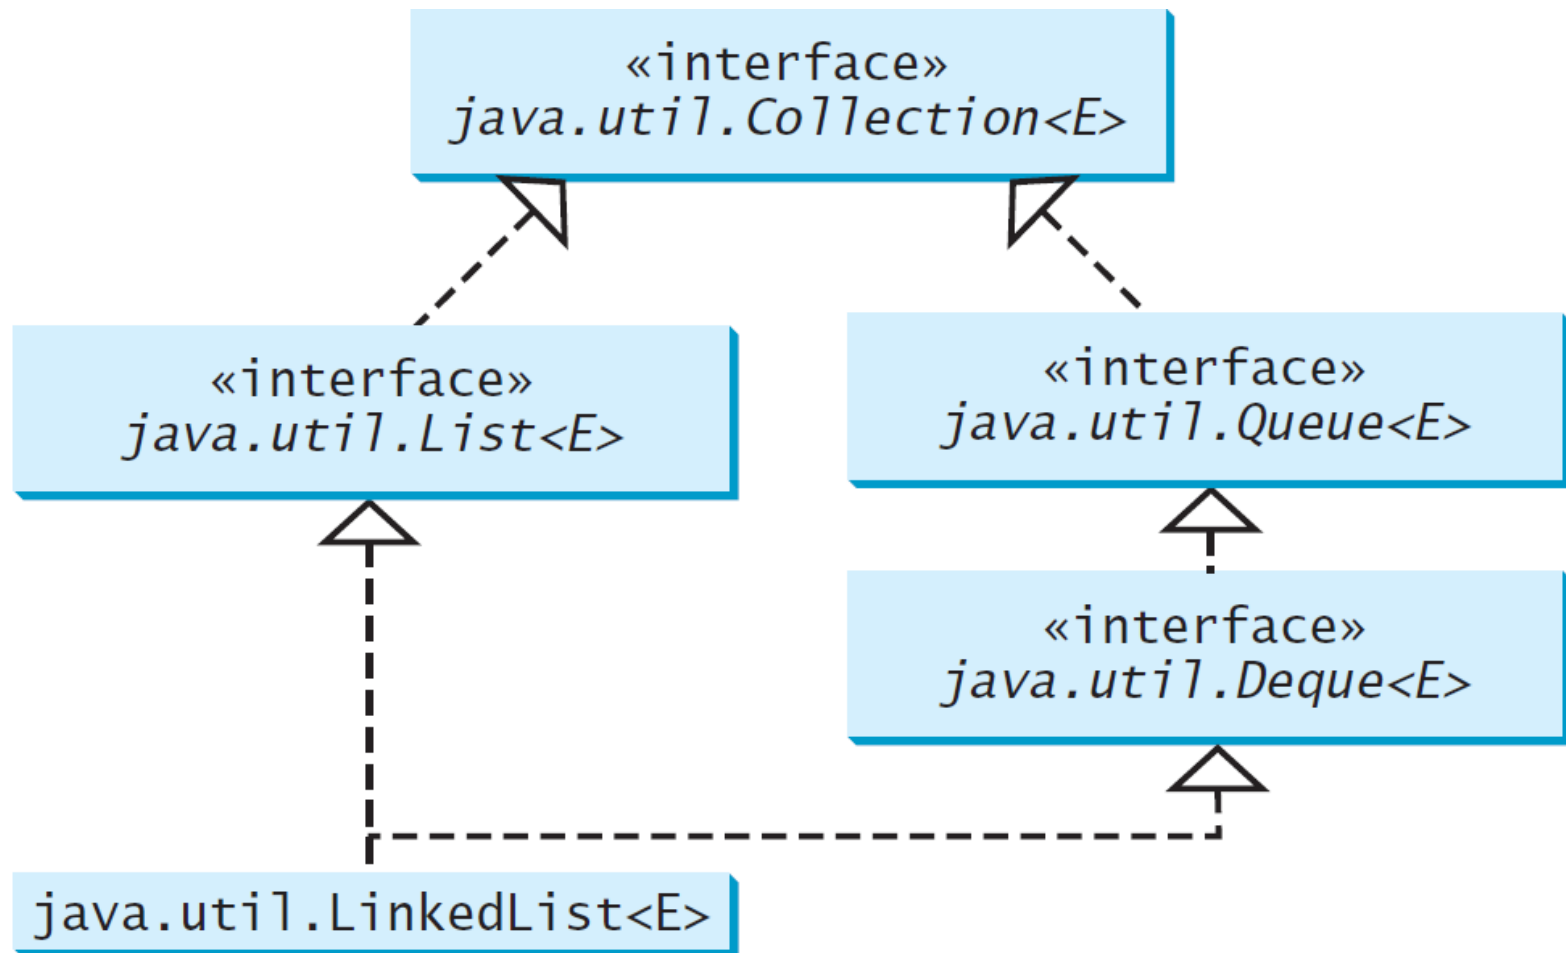 «interface»
java.util.Collection<E>
«interface»
java.util.List<E>
«interface»
java.util.Queue<E>
«interface»
java.util.Deque<E>
java.util.LinkedList<E>